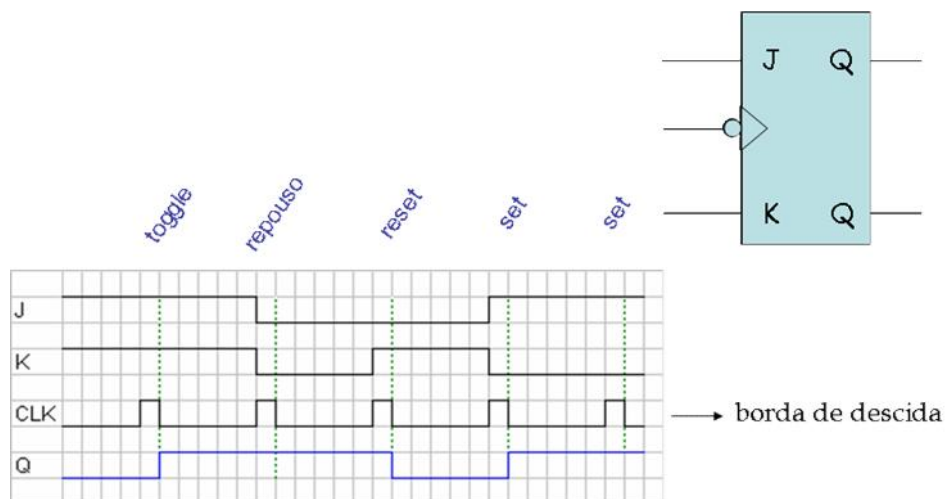 J Q
K Q
toggle
repouso
reset
set
set
J
K
CLK
borda de descida
Q